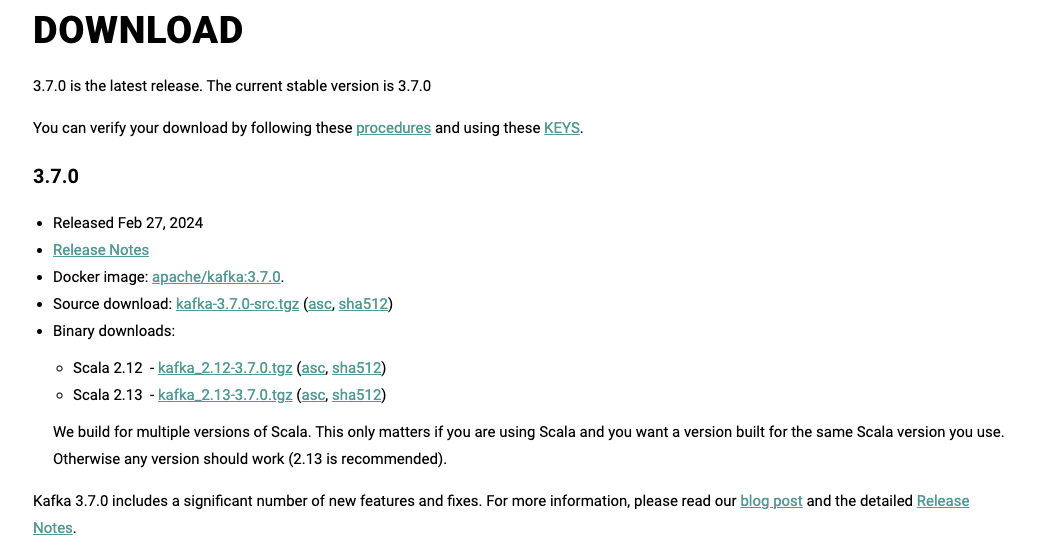 DOWNLOAD
3.7.0 is the latest release. The current stable version is 3.7.0
You can verify your download by following these procedures and using these KEYS.
3.7.0
• Released Feb 27, 2024
• Release Notes
• Docker image: apache/kafka:3.7.0.
• Source download: kafka-3.7.0-src.tgz (asc, sha512)
• Binary downloads:
◦ Scala 2.12 - kafka_2.12-3.7.0.tgz (asc, sha512)
◦ Scala 2.13 - kafka_2.13-3.7.0.tgz (asc, sha512)
We build for multiple versions of Scala. This only matters if you are using Scala and you want a version built for the same Scala version you use.
Otherwise any version should work (2.13 is recommended).
Kafka 3.7.0 includes a significant number of new features and fixes. For more information, please read our blog post and the detailed Release
Notes.